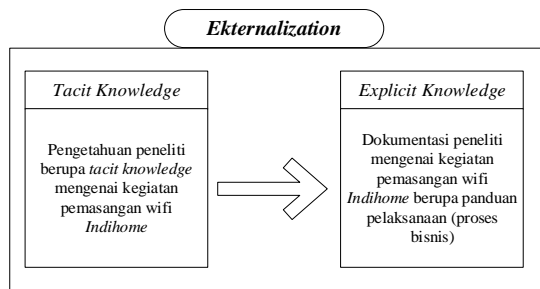 Ekternalization
Tacit Knowledge
Pengetahuan peneliti
berupa tacit knowledge
mengenai kegiatan
pemasangan wifi
Indihome
Explicit Knowledge
Dokumentasi peneliti
mengenai kegiatan
pemasangan wifi
Indihome berupa panduan
pelaksanaan (proses
bisnis)